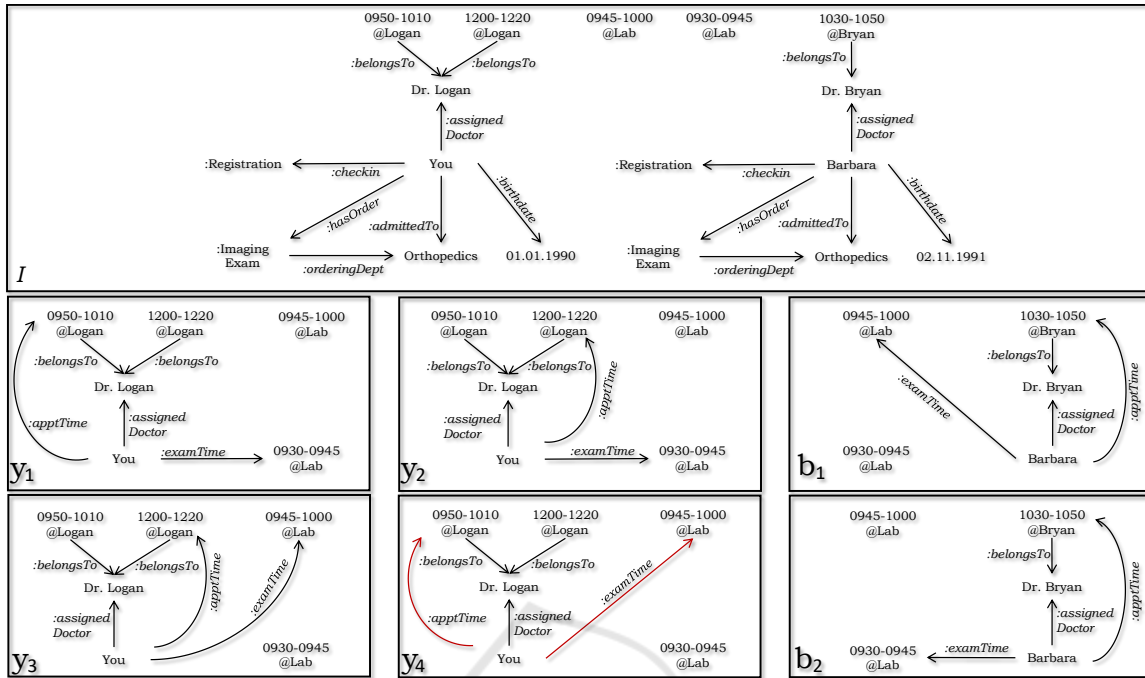 0950-1010 1200-1220 0945-1000 0930-0945 1030-1050
@Logan @Logan @Lab @Lab @Bryan
:belongsTo :belongsTo :belongsTo
Dr. Logan Dr. Bryan
:assigned :assigned
Doctor Doctor
:Registration You :Registration Barbara
:checkin :checkin
:birthdate :birthdate
:hasOrder :hasOrder
:admittedTo :admittedTo
:Imaging :Imaging
Exam Orthopedics 01.01.1990 Exam Orthopedics 02.11.1991
:orderingDept :orderingDept
I
0950-1010 1200-1220 0945-1000
@Logan @Logan @Lab
:belongsTo :belongsTo
Dr. Logan
:apptTime :assigned
Doctor
:examTime
You 0930-0945
@Lab
y1
0950-1010 1200-1220 0945-1000
@Logan @Logan @Lab
:belongsTo :belongsTo
Dr. Logan :apptTime
:assigned
Doctor
:examTime
You 0930-0945
@Lab
y2
0945-1000 1030-1050
@Lab @Bryan
:belongsTo
:examTime Dr. Bryan :apptTime
:assigned
Doctor
0930-0945 Barbara
@Lab
b1
0950-1010 1200-1220 0945-1000
@Logan @Logan @Lab
:belongsTo :belongsTo
Dr. Logan :apptTime :examTime
:assigned
Doctor
You 0930-0945
@Lab
y3
0950-1010 1200-1220 0945-1000
@Logan @Logan @Lab
:belongsTo :belongsTo
Dr. Logan :examTime
:apptTime :assigned
Doctor
You 0930-0945
@Lab
y4
0945-1000 1030-1050
@Lab @Bryan
:belongsTo
Dr. Bryan :apptTime
:assigned
Doctor
0930-0945 :examTime Barbara
@Lab
b2